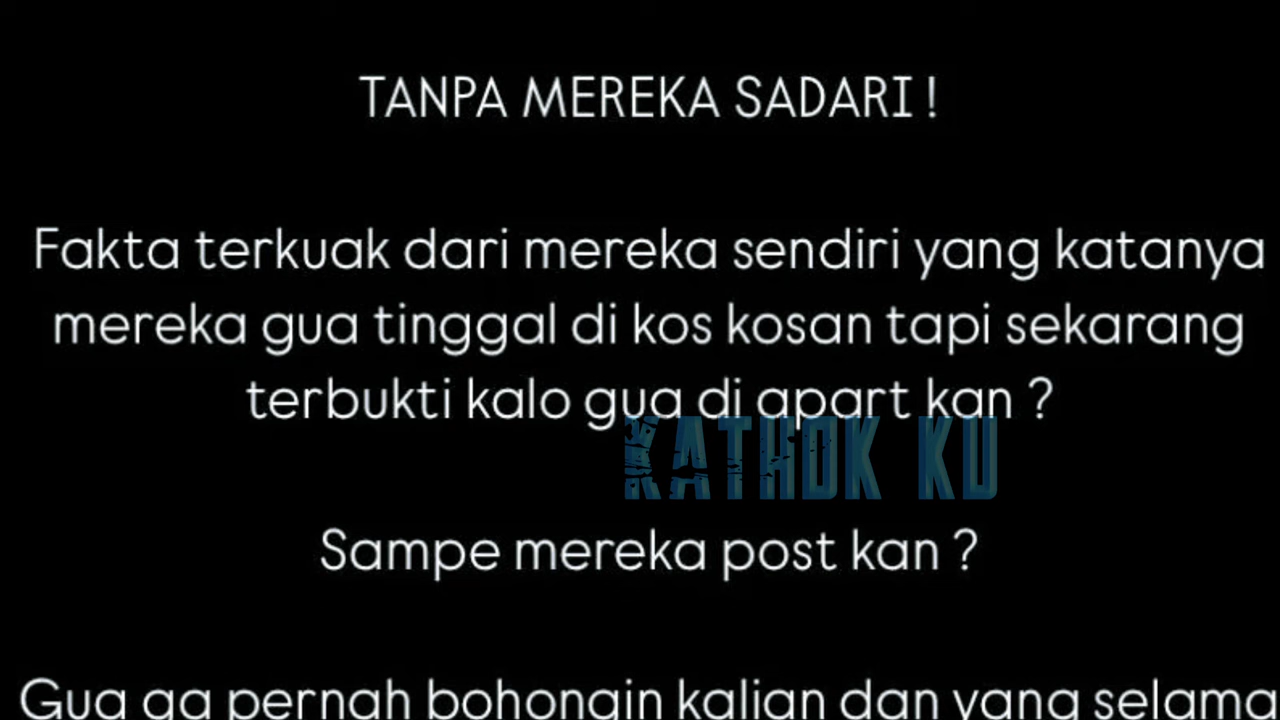 TANPA MEREKA SADARI !
Fakta terkuak dari mereka sendiri yang katanya
mereka gua tinggal di kos kosan tapi sekarang
terbukti kalo gua di apart kan ?
KATHOK KU
Sampe mereka post kan ?
Gua ga pernah bohongin kalian dan yang selama